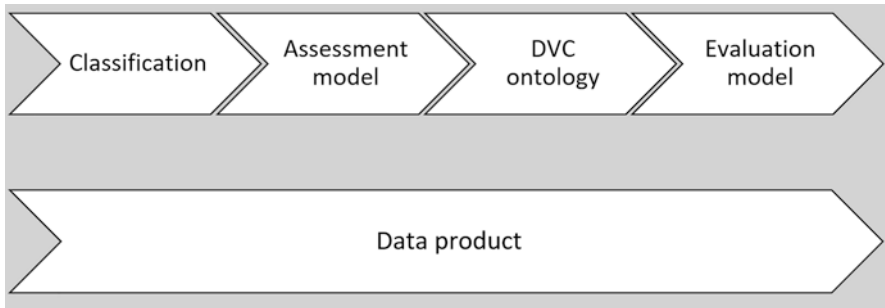 Classification
Assessment
model
DVC
ontology
Evaluation
model
Data product